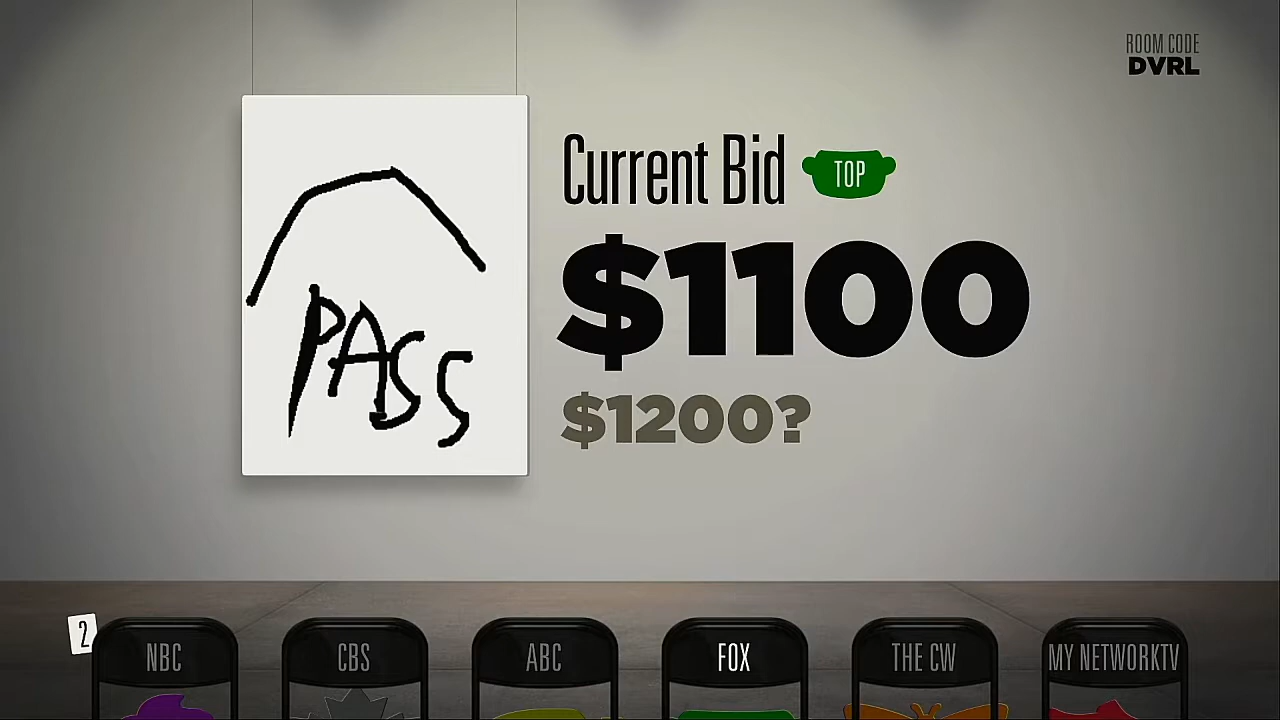 ROOM CODE
DVRL
Current Bid TOP
$1100
$1200?
PASS
2
NBC
CBS
ABC
FOX
THE CW
MY NETWORKTV